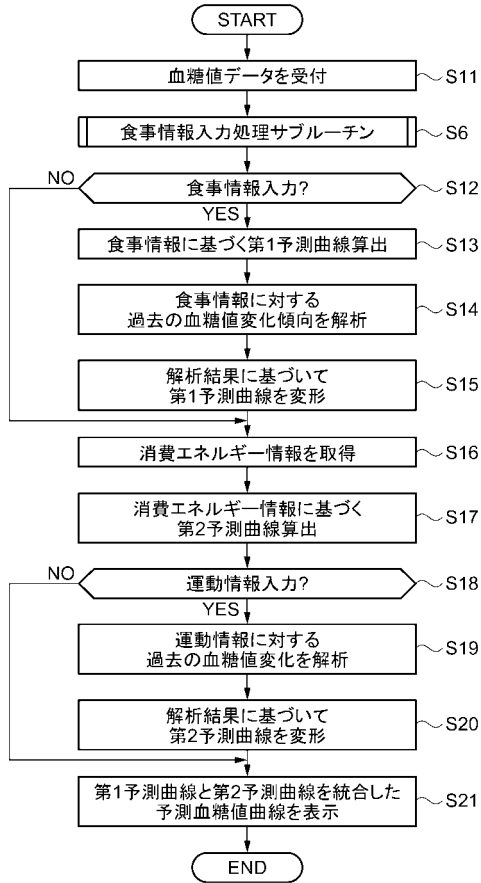 START
血糖値データを受付
S11
食事情報入力処理サブルーチン
S6
NO
食事情報入力?
S12
YES
食事情報に基づく第1予測曲線算出
S13
食事情報に対する
過去の血糖値変化傾向を解析
S14
解析結果に基づいて
第1予測曲線を変形
S15
消費エネルギー情報を取得
S16
消費エネルギー情報に基づく
第2予測曲線算出
S17
NO
運動情報入力?
S18
YES
運動情報に対する
過去の血糖値変化を解析
S19
解析結果に基づいて
第2予測曲線を変形
S20
第1予測曲線と第2予測曲線を統合した
予測血糖値曲線を表示
S21
END